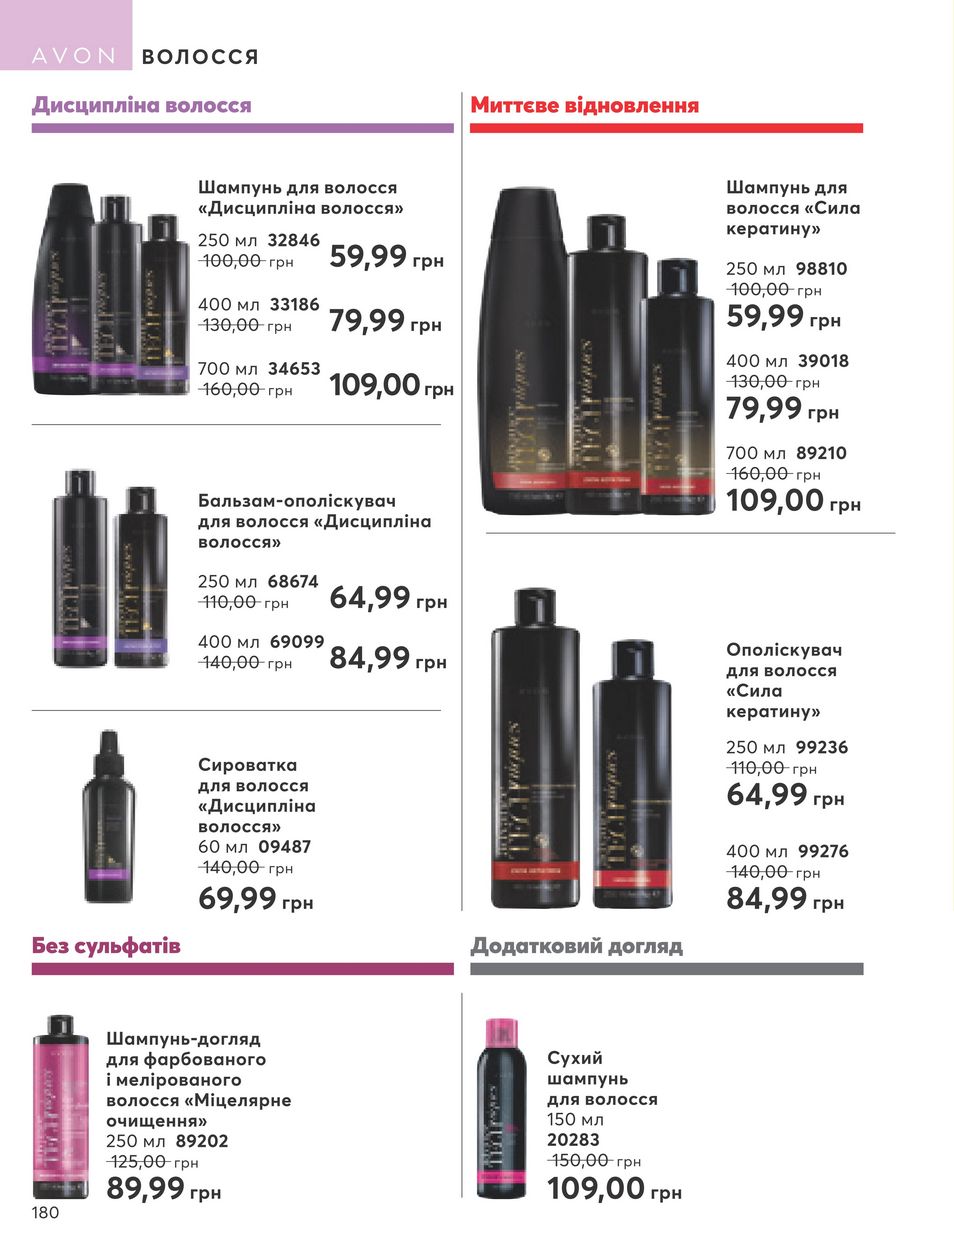 AVON ВОЛОССЯ
Дисципліна волосся
Шампунь для волосся
«Дисципліна волосся»
250 мл 32846
100,00 грн 59,99 грн
400 мл 33186
130,00 грн 79,99 грн
700 мл 34653
160,00 грн 109,00 грн
Бальзам-ополіскувач
для волосся «Дисципліна
волосся»
250 мл 68674
110,00 грн 64,99 грн
400 мл 69099
140,00 грн 84,99 грн
Сироватка
для волосся
«Дисципліна
волосся»
60 мл 09487
140,00 грн
69,99 грн
Миттєве відновлення
Шампунь для
волосся «Сила
кератину»
250 мл 98810
100,00 грн
59,99 грн
400 мл 39018
130,00 грн
79,99 грн
700 мл 89210
160,00 грн
109,00 грн
Ополіскувач
для волосся
«Сила
кератину»
250 мл 99236
110,00 грн
64,99 грн
400 мл 99276
140,00 грн
84,99 грн
Без сульфатів
Шампунь-догляд
для фарбованого
і мелірованого
волосся «Міцелярне
очищення»
250 мл 89202
125,00 грн
89,99 грн
Додатковий догляд
Сухий
шампунь
для волосся
150 мл
20283
150,00 грн
109,00 грн
180